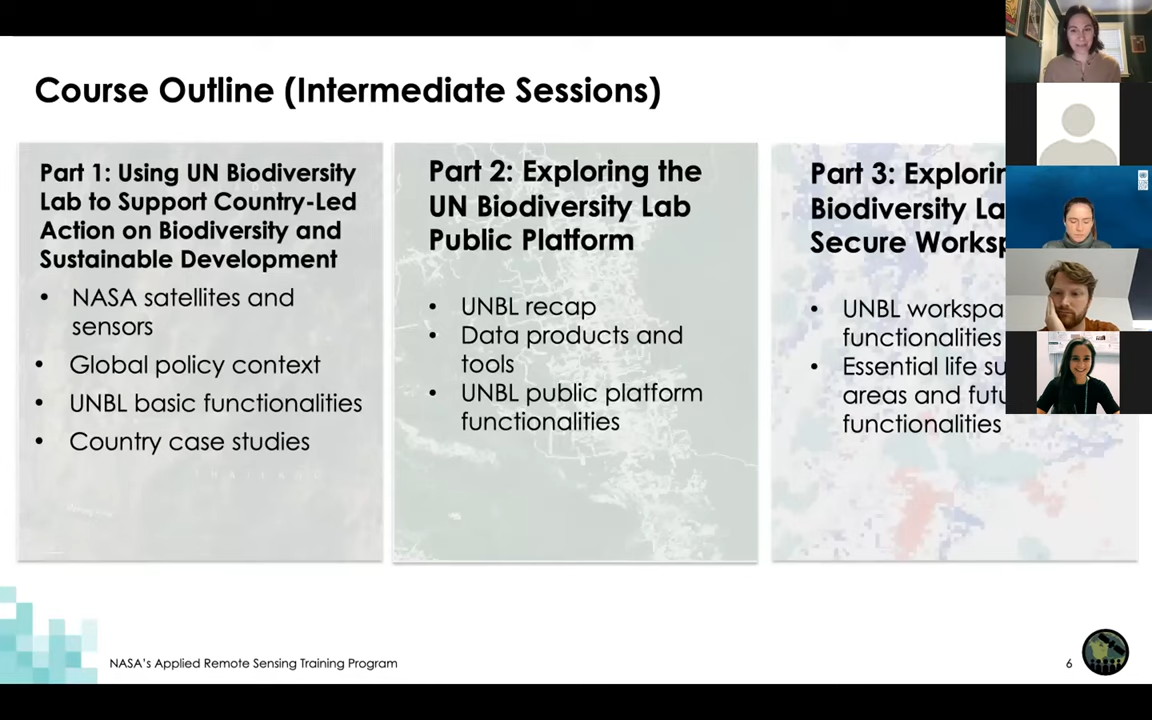 Course Outline (Intermediate Sessions)
Part 1: Using UN Biodiversity
Lab to Support Country-Led
Action on Biodiversity and
Sustainable Development
• NASA satellites and
sensors
• Global policy context
• UNBL basic functionalities
• Country case studies
Part 2: Exploring the
UN Biodiversity Lab
Public Platform
• UNBL recap
• Data products and
tools
• UNBL public platform
functionalities
Part 3: Explorin
Biodiversity La
Secure Worksp
• UNBL workspa
functionalities
• Essential life su
areas and futu
functionalities
NASA's Applied Remote Sensing Training Program
6